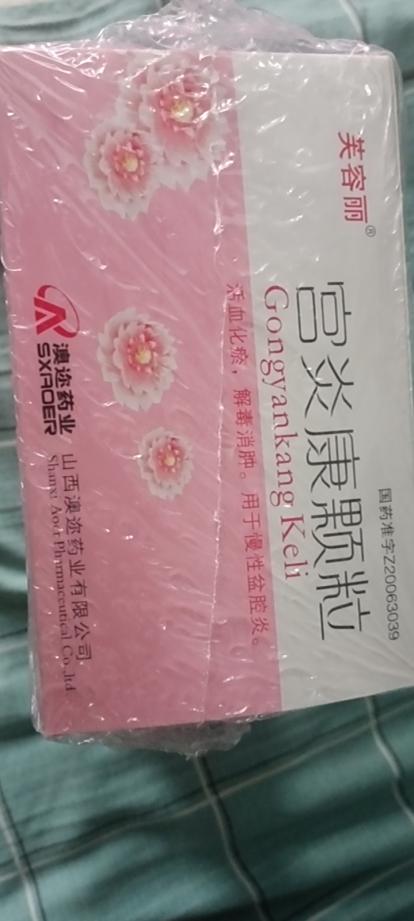 芙容丽®
国药准字Z20063039
宫炎康颗粒
Gongyankang Keli
活血化瘀，解毒消肿。用于慢性盆腔炎。
澳迩药业
SXAOER
山西澳迩药业有限公司
Shanxi Aoer Pharmaceutical Co.,ltd